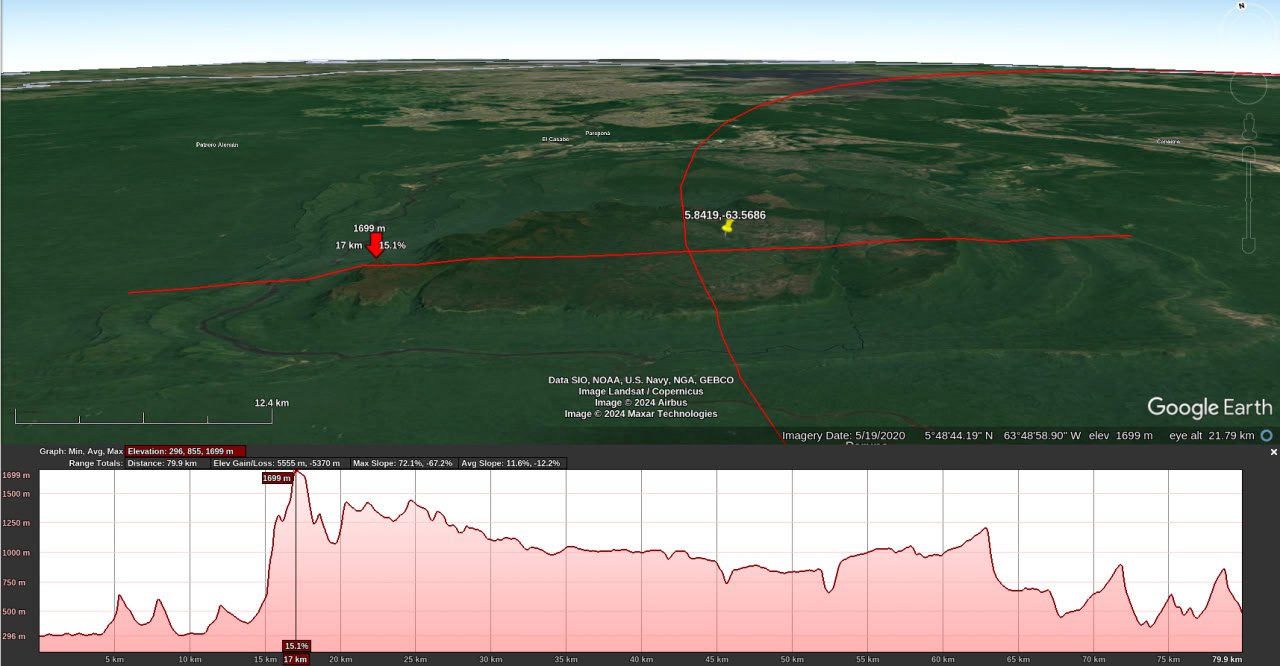 N
Potrero Alemán
El Casabe
Parapona
5.8419,-63.5686
1699 m
17 km 15.1%
12.4 km
Data SIO, NOAA, U.S. Navy, NGA, GEBCO
Image Landsat / Copernicus
Image © 2024 Airbus
Image © 2024 Maxar Technologies
Google Earth
Imagery Date: 5/19/2020 5°48'44.19" N 63°48'58.90" W elev 1699 m eye alt 21.79 km
Graph: Min, Avg, Max Elevation: 296, 855, 1699 m
Range Totals: Distance: 79.9 km Elev Gain/Loss: 5555 m, -5370 m Max Slope: 72.1%, -67.2% Avg Slope: 11.6%, -12.2%
1699 m
1699 m
1500 m
1250 m
1000 m
750 m
500 m
296 m
15.1%
5 km 10 km 15 km 17 km 20 km 25 km 30 km 35 km 40 km 45 km 50 km 55 km 60 km 65 km 70 km 75 km 79.9 km